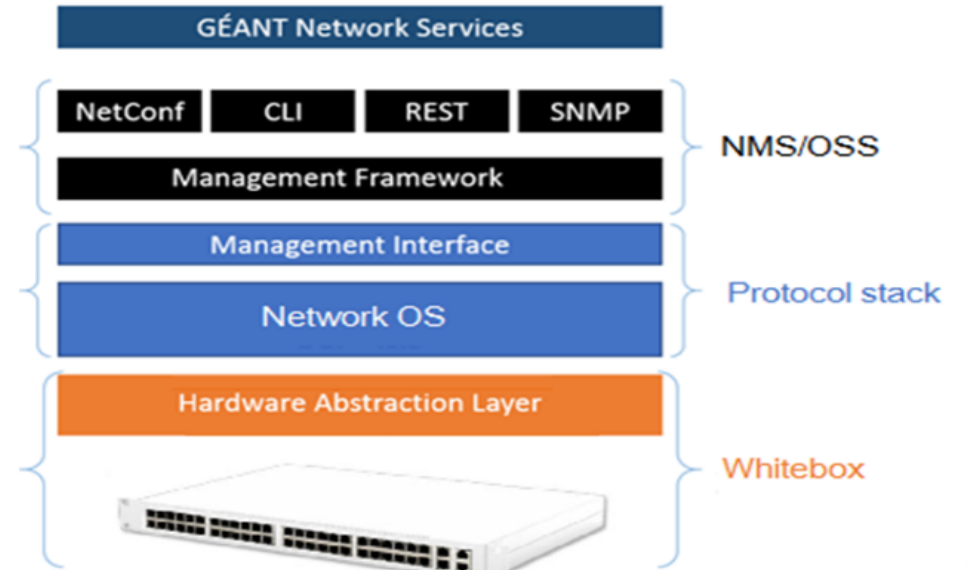 GÉANT Network Services
NetConf CLI REST SNMP
NMS/OSS
Management Framework
Management Interface
Protocol stack
Network OS
Hardware Abstraction Layer
Whitebox